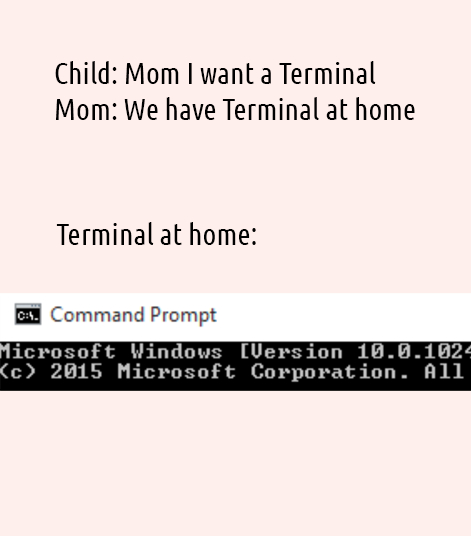 Child: Mom I want a Terminal
Mom: We have Terminal at home
Terminal at home:
C:\.
Command Prompt
Microsoft Windows [Version 10.0.1024
(c) 2015 Microsoft Corporation. All